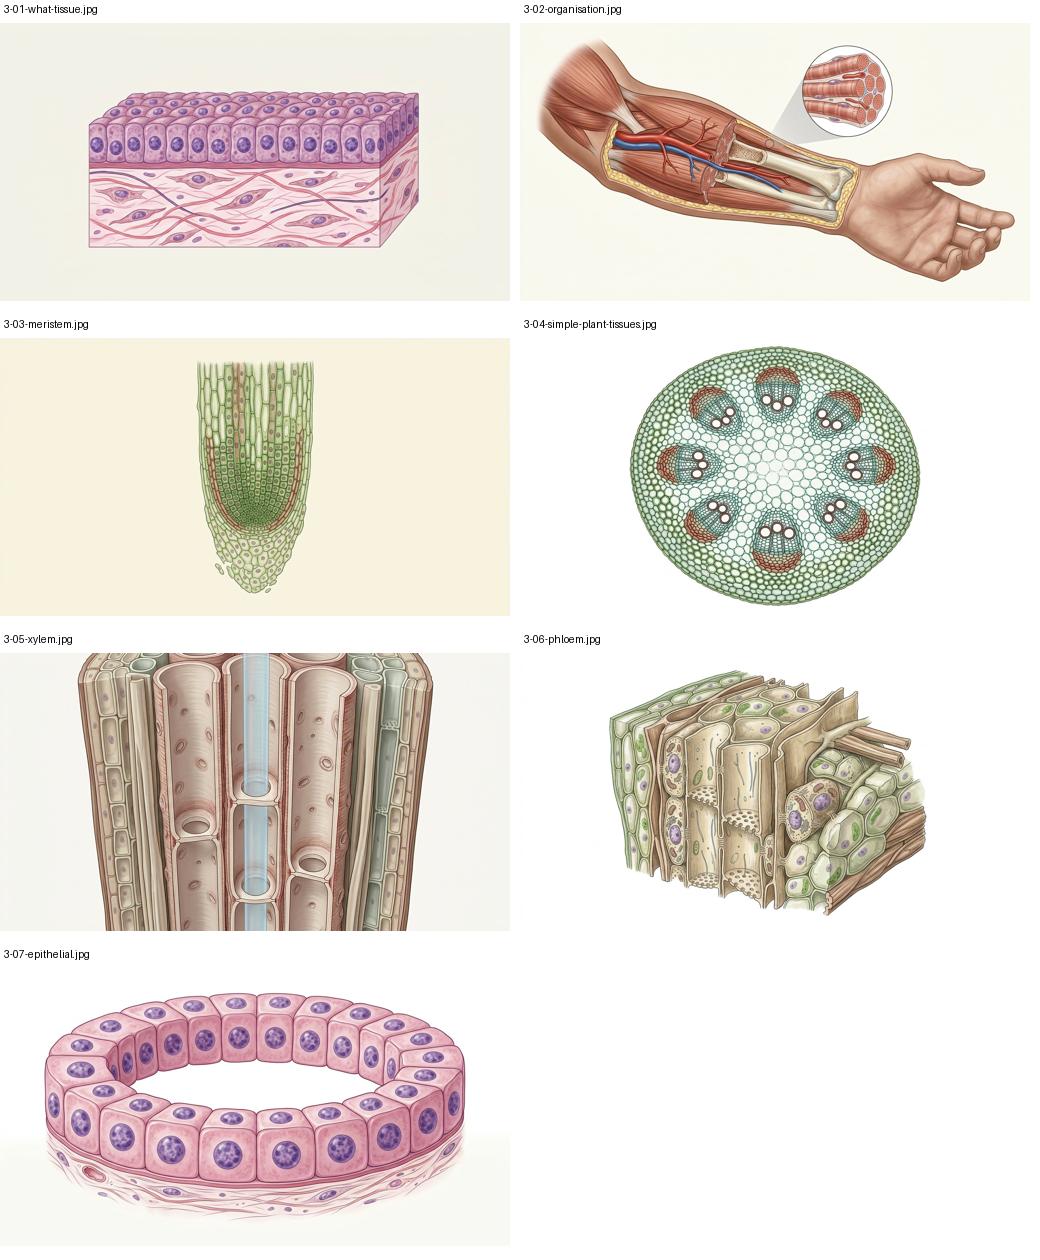 3-01-what-tissue.jpg
3-02-organisation.jpg
3-03-meristem.jpg
3-04-simple-plant-tissues.jpg
3-05-xylem.jpg
3-06-phloem.jpg
3-07-epithelial.jpg